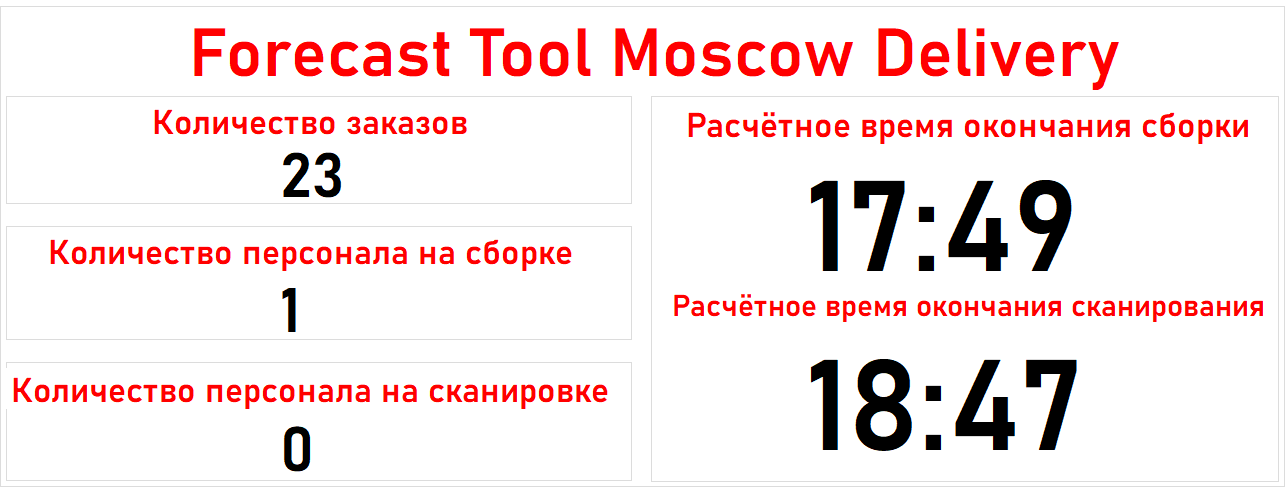 Forecast Tool Moscow Delivery
Количество заказов
23
Количество персонала на сборке
1
Количество персонала на сканировке
0
Расчётное время окончания сборки
17:49
Расчётное время окончания сканирования
18:47